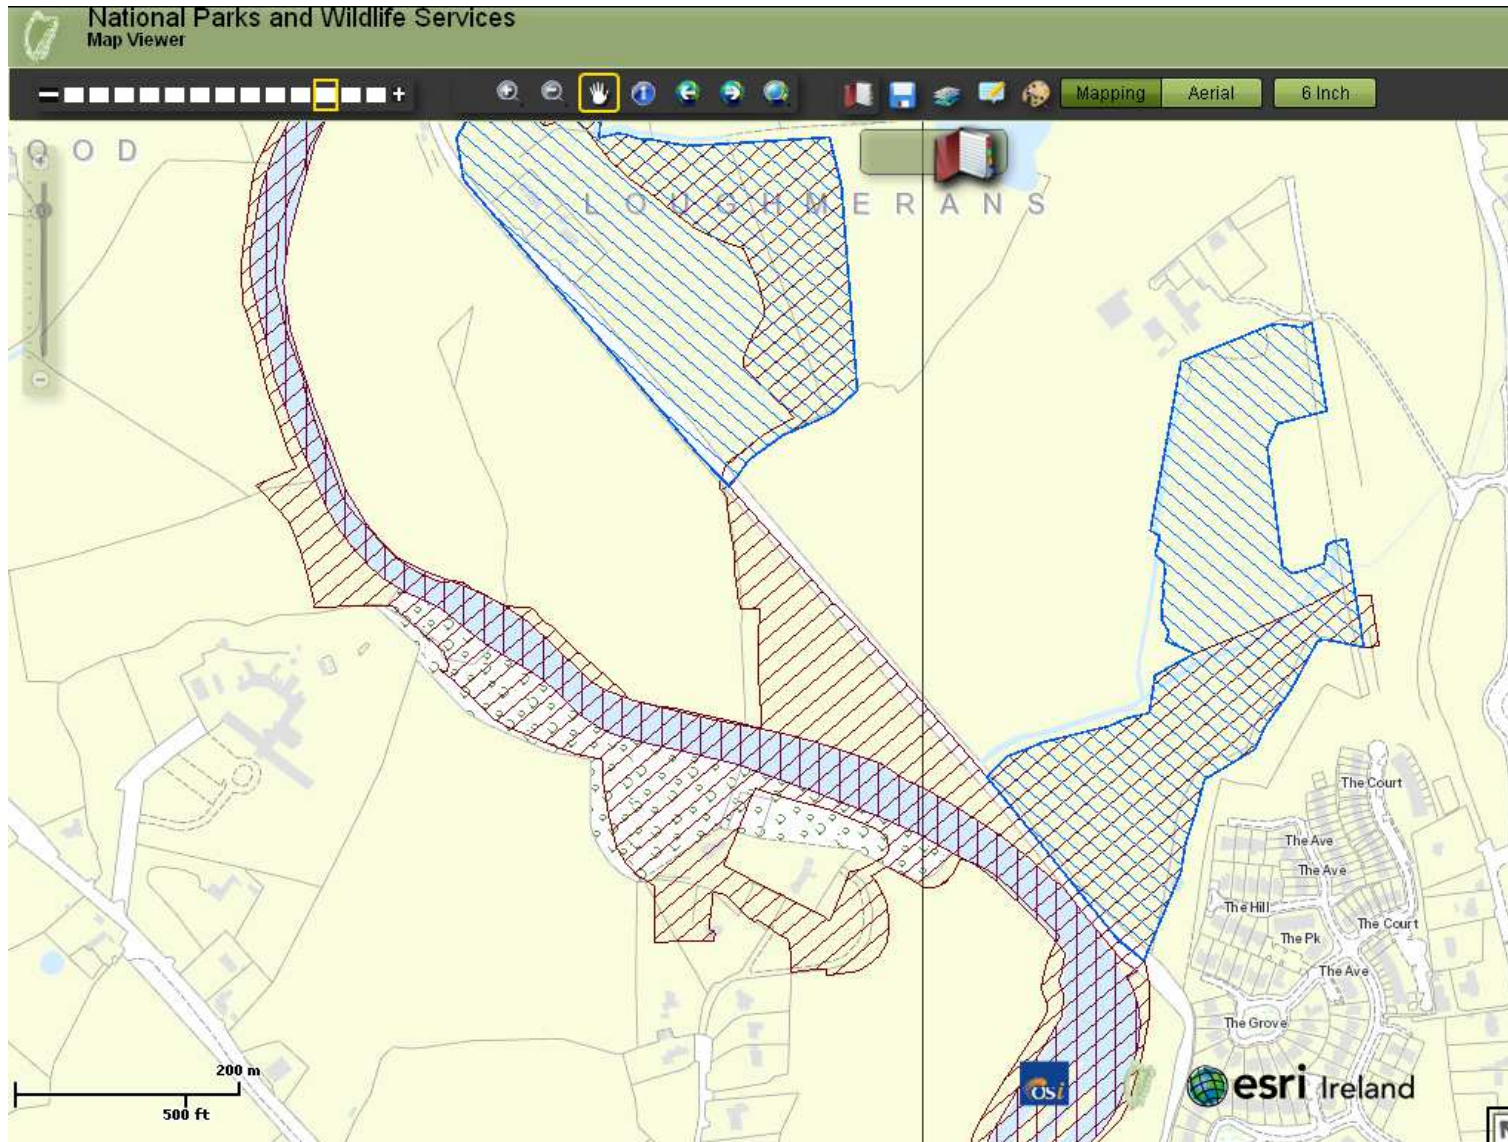 National Parks and Wildlife Services
Map Viewer
Mapping
Aerial
6 Inch
O O D
L O U G H M E R A N S
The Court
The Ave
The Ave
The Hill
The Court
The Pk
The Ave
The Grove
200 m
500 ft
OSi
esri Ireland